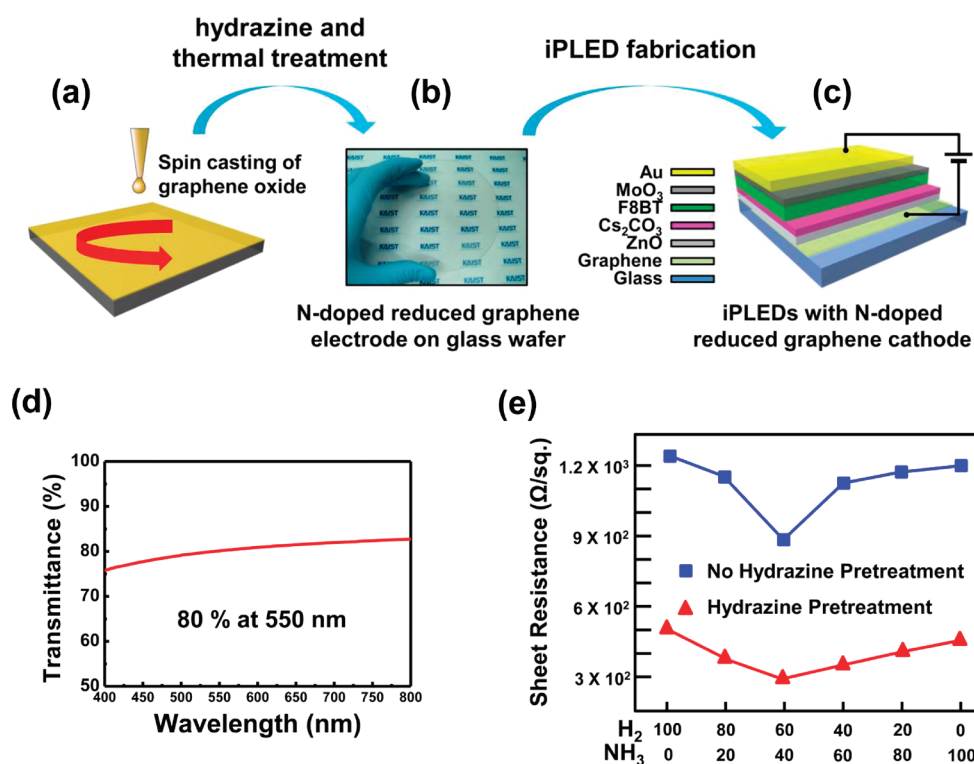 hydrazine and
thermal treatment
iPLED fabrication
(a)
(b)
(c)
Spin casting of
graphene oxide
KAIST
Au
MoO₃
F8BT
Cs₂CO₃
ZnO
Graphene
Glass
N-doped reduced graphene
electrode on glass wafer
iPLEDs with N-doped
reduced graphene cathode
(d)
Transmittance (%)
100
90
80
70
60
50
80 % at 550 nm
400 450 500 550 600 650 700 750 800
Wavelength (nm)
(e)
Sheet Resistance (Ω/sq.)
1.2 X 10³
9 X 10²
6 X 10²
3 X 10²
No Hydrazine Pretreatment
Hydrazine Pretreatment
H₂ 100 80 60 40 20 0
NH₃ 0 20 40 60 80 100